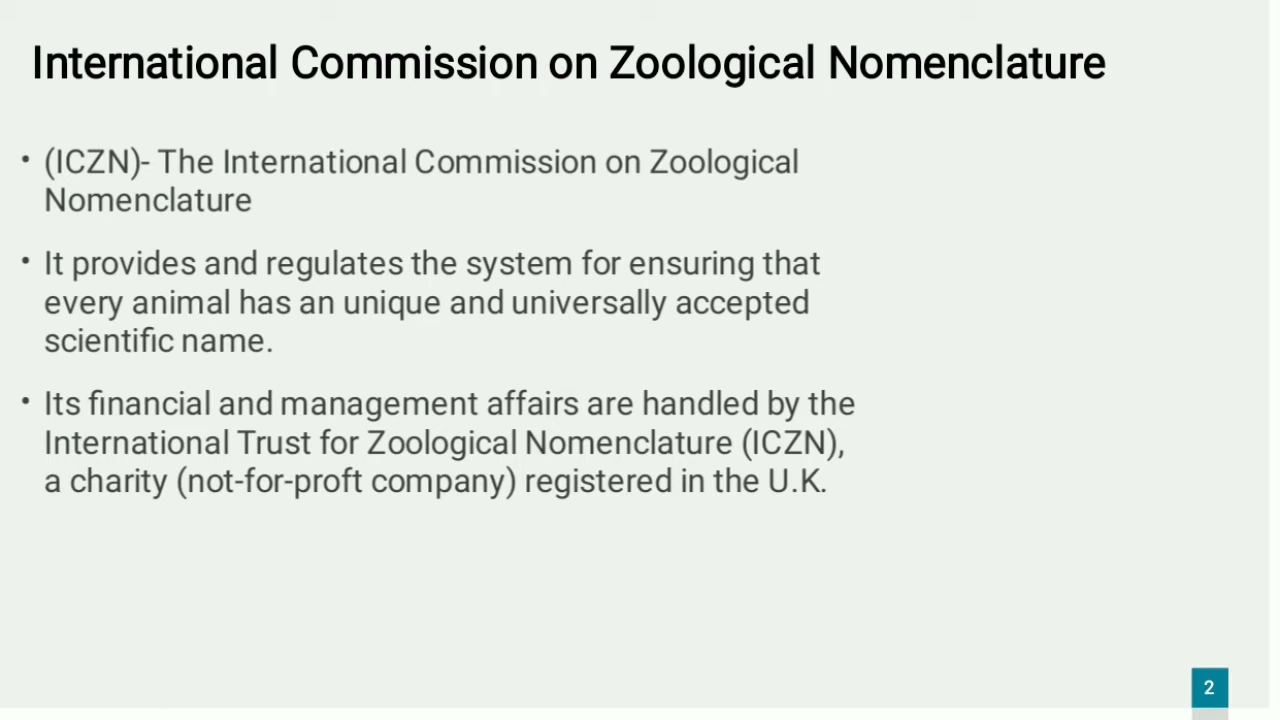 International Commission on Zoological Nomenclature
• (ICZN)- The International Commission on Zoological
Nomenclature
• It provides and regulates the system for ensuring that
every animal has an unique and universally accepted
scientific name.
• Its financial and management affairs are handled by the
International Trust for Zoological Nomenclature (ICZN),
a charity (not-for-proft company) registered in the U.K.
2